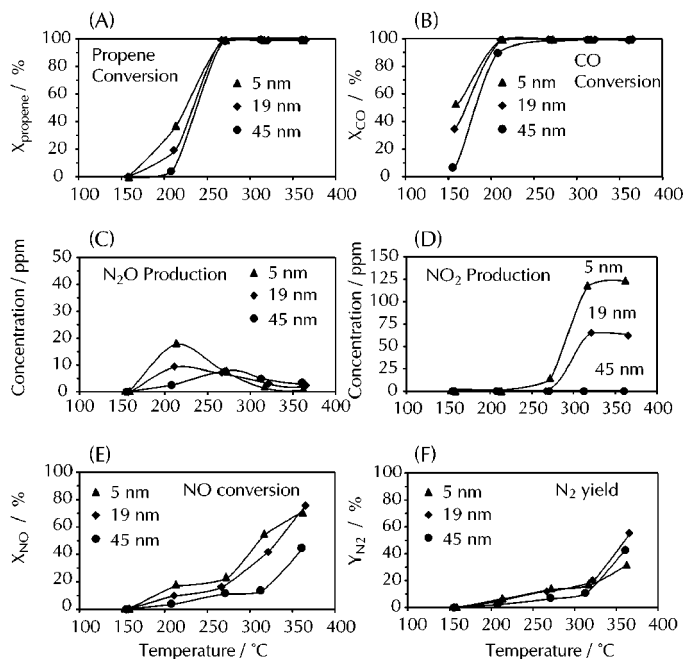 (A)
X_propene / %
100
80
60
40
20
0
Propene
Conversion
5 nm
19 nm
45 nm
100 150 200 250 300 350 400
(B)
X_CO / %
100
80
60
40
20
0
CO
Conversion
5 nm
19 nm
45 nm
100 150 200 250 300 350 400
(C)
Concentration / ppm
50
40
30
20
10
0
N₂O Production
5 nm
19 nm
45 nm
100 150 200 250 300 350 400
(D)
Concentration / ppm
150
125
100
75
50
25
0
NO₂ Production
5 nm
19 nm
45 nm
100 150 200 250 300 350 400
(E)
X_NO / %
100
80
60
40
20
0
NO conversion
5 nm
19 nm
45 nm
100 150 200 250 300 350 400
Temperature / °C
(F)
Y_N2 / %
100
80
60
40
20
0
N₂ yield
5 nm
19 nm
45 nm
100 150 200 250 300 350 400
Temperature / °C